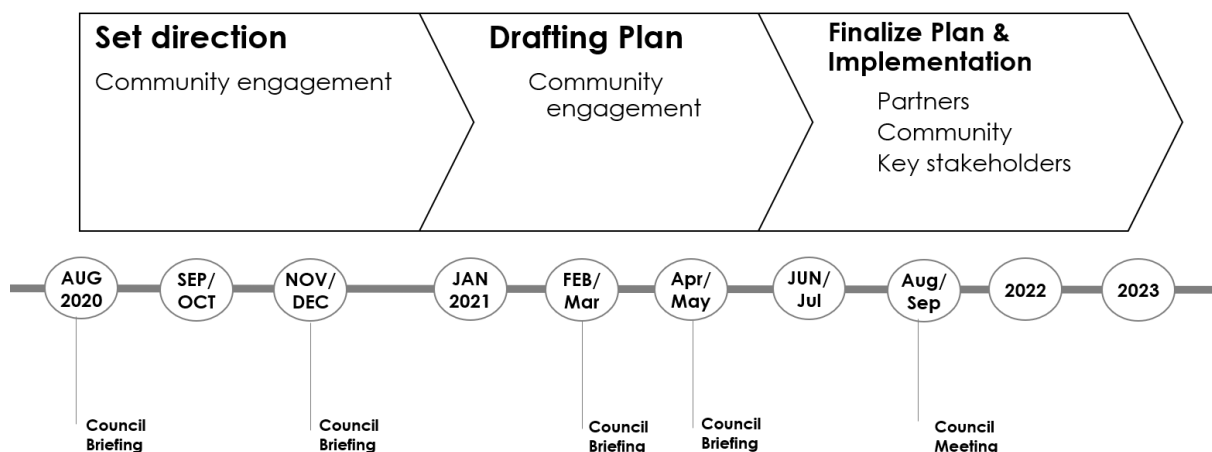 Set direction
Community engagement
Drafting Plan
Community
engagement
Finalize Plan &
Implementation
Partners
Community
Key stakeholders
AUG
2020
SEP/
OCT
NOV/
DEC
JAN
2021
FEB/
Mar
Apr/
May
JUN/
Jul
Aug/
Sep
2022
2023
Council
Briefing
Council
Briefing
Council
Briefing
Council
Briefing
Council
Meeting